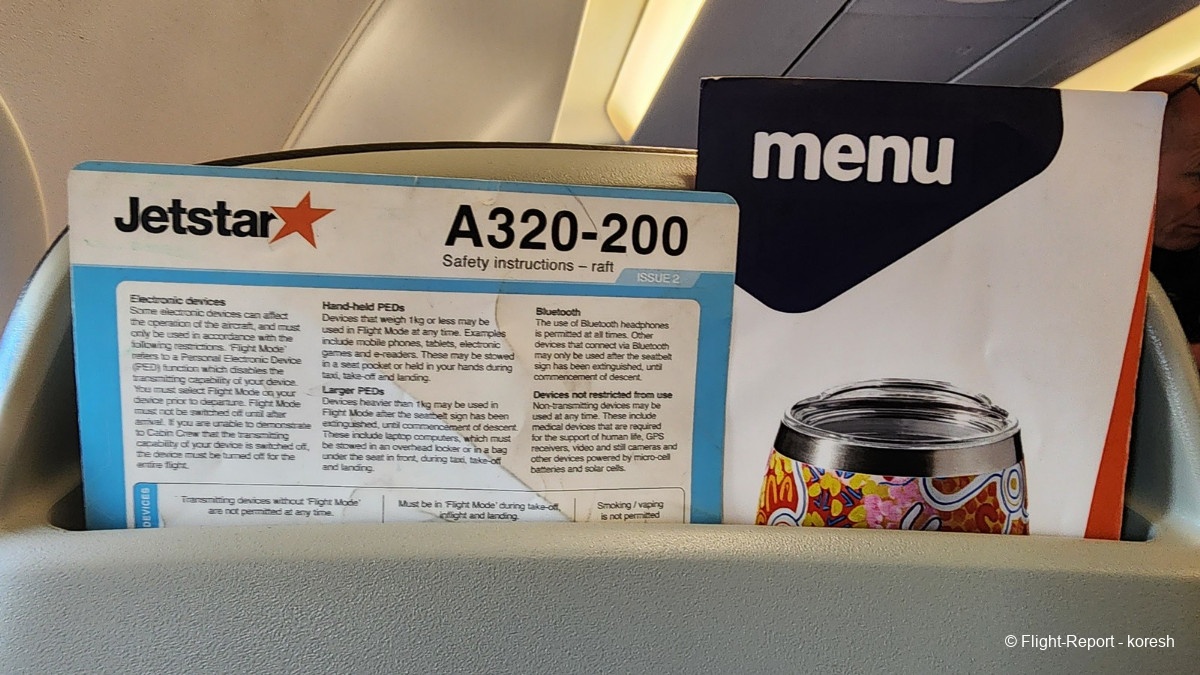 Jetstar
A320-200
Safety instructions – raft
ISSUE 2
Electronic devices
Some electronic devices can affect
the operation of the aircraft, and must
only be used in accordance with the
following restrictions. 'Flight Mode'
refers to a Personal Electronic Device
(PED) function which disables the
transmitting capability of your device.
You must select Flight Mode on your
device prior to departure. Flight Mode
must not be switched off until after
arrival. If you are unable to demonstrate
to Cabin Crew that the transmitting
capability of your device is switched off,
the device must be turned off for the
entire flight.
Hand-held PEDs
Devices that weigh 1kg or less may be
used in Flight Mode at any time. Examples
include mobile phones, tablets, electronic
games and e-readers. These may be stowed
in a seat pocket or held in your hands during
taxi, take-off and landing.
Larger PEDs
Devices heavier than 1kg may be used in
Flight Mode after the seatbelt sign has been
extinguished, until commencement of descent.
These include laptop computers, which must
be stowed in an overhead locker or in a bag
under the seat in front, during taxi, take-off
and landing.
Bluetooth
The use of Bluetooth headphones
is permitted at all times. Other
devices that connect via Bluetooth
may only be used after the seatbelt
sign has been extinguished, until
commencement of descent.
Devices not restricted from use
Non-transmitting devices may be
used at any time. These include
medical devices that are required
for the support of human life, GPS
receivers, video and still cameras and
other devices powered by micro-cell
batteries and solar cells.
DEVICES
Transmitting devices without 'Flight Mode'
are not permitted at any time.
Must be in 'Flight Mode' during take-off,
inflight and landing.
Smoking / vaping
is not permitted
menu
© Flight-Report - koresh